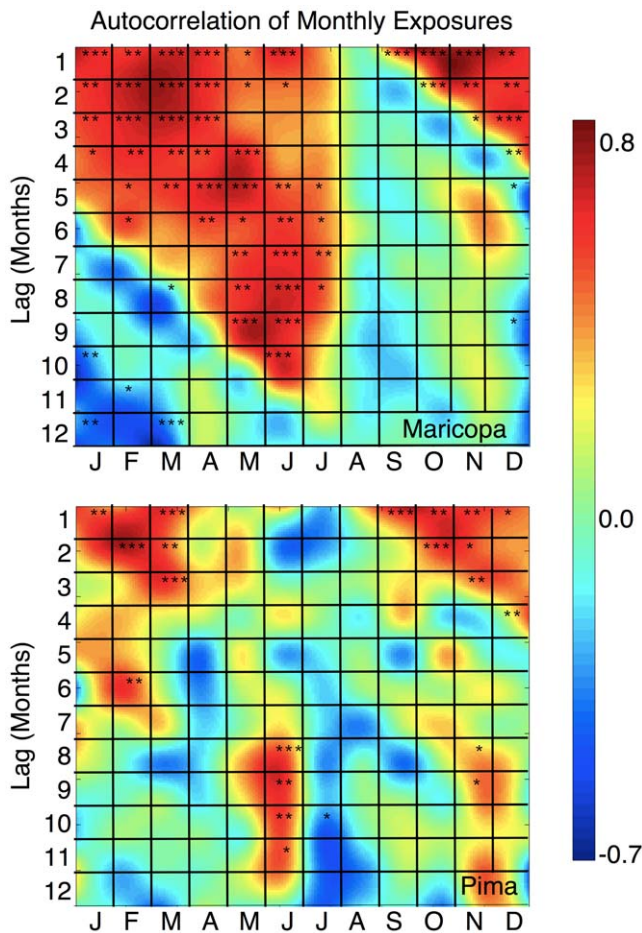 Autocorrelation of Monthly Exposures
Lag (Months)
1 *** ** *** *** * *** *** *** *** **
2 ** *** *** *** * * *** ** **
3 *** *** *** *** * ***
4 * ** ** ** *** **
5 * ** *** *** ** * *
6 * ** * ** *
7 ** *** **
8 * ** *** *
9 *** *** *
10 ** ***
11 *
12 ** ***
Maricopa
J F M A M J J A S O N D
Lag (Months)
1 ** *** *** *** ** *
2 *** ** *** *
3 *** **
4 **
5
6 **
7
8 *** *
9 ** *
10 ** *
11 *
12
Pima
J F M A M J J A S O N D
0.8
0.0
-0.7